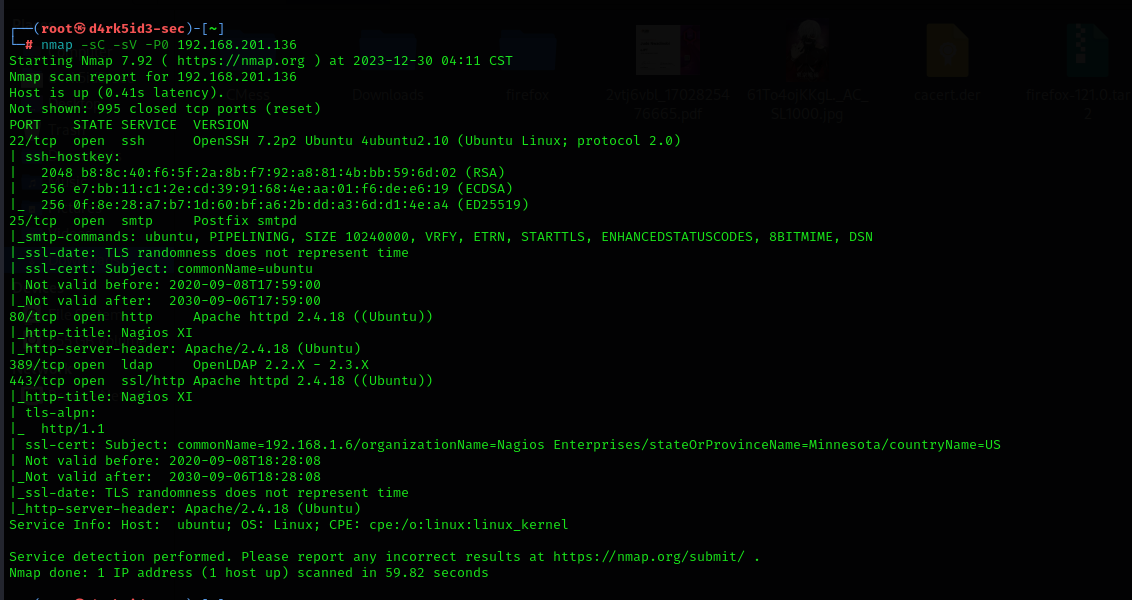 ┌──(root㉿d4rk5id3-sec)-[~]
└─# nmap -sC -sV -P0 192.168.201.136
Starting Nmap 7.92 ( https://nmap.org ) at 2023-12-30 04:11 CST
Nmap scan report for 192.168.201.136
Host is up (0.41s latency).
Not shown: 995 closed tcp ports (reset)
PORT    STATE SERVICE  VERSION
22/tcp  open  ssh      OpenSSH 7.2p2 Ubuntu 4ubuntu2.10 (Ubuntu Linux; protocol 2.0)
| ssh-hostkey:
|   2048 b8:8c:40:f6:5f:2a:8b:f7:92:a8:81:4b:bb:59:6d:02 (RSA)
|   256 e7:bb:11:c1:2e:cd:39:91:68:4e:aa:01:f6:de:e6:19 (ECDSA)
|_  256 0f:8e:28:a7:b7:1d:60:bf:a6:2b:dd:a3:6d:d1:4e:a4 (ED25519)
25/tcp  open  smtp     Postfix smtpd
|_smtp-commands: ubuntu, PIPELINING, SIZE 10240000, VRFY, ETRN, STARTTLS, ENHANCEDSTATUSCODES, 8BITMIME, DSN
|_ssl-date: TLS randomness does not represent time
| ssl-cert: Subject: commonName=ubuntu
| Not valid before: 2020-09-08T17:59:00
|_Not valid after:  2030-09-06T17:59:00
80/tcp  open  http     Apache httpd 2.4.18 ((Ubuntu))
|_http-title: Nagios XI
|_http-server-header: Apache/2.4.18 (Ubuntu)
389/tcp open  ldap     OpenLDAP 2.2.X - 2.3.X
443/tcp open  ssl/http Apache httpd 2.4.18 ((Ubuntu))
|_http-title: Nagios XI
| tls-alpn:
|_  http/1.1
| ssl-cert: Subject: commonName=192.168.1.6/organizationName=Nagios Enterprises/stateOrProvinceName=Minnesota/countryName=US
| Not valid before: 2020-09-08T18:28:08
|_Not valid after:  2030-09-06T18:28:08
|_ssl-date: TLS randomness does not represent time
|_http-server-header: Apache/2.4.18 (Ubuntu)
Service Info: Host:  ubuntu; OS: Linux; CPE: cpe:/o:linux:linux_kernel
Service detection performed. Please report any incorrect results at https://nmap.org/submit/ .
Nmap done: 1 IP address (1 host up) scanned in 59.82 seconds
Downloads
firefox
cacert.der